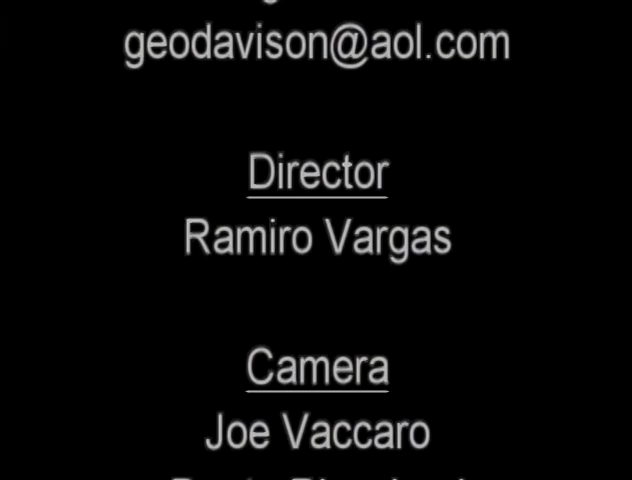 geodavison@aol.com
Director
Ramiro Vargas
Camera
Joe Vaccaro